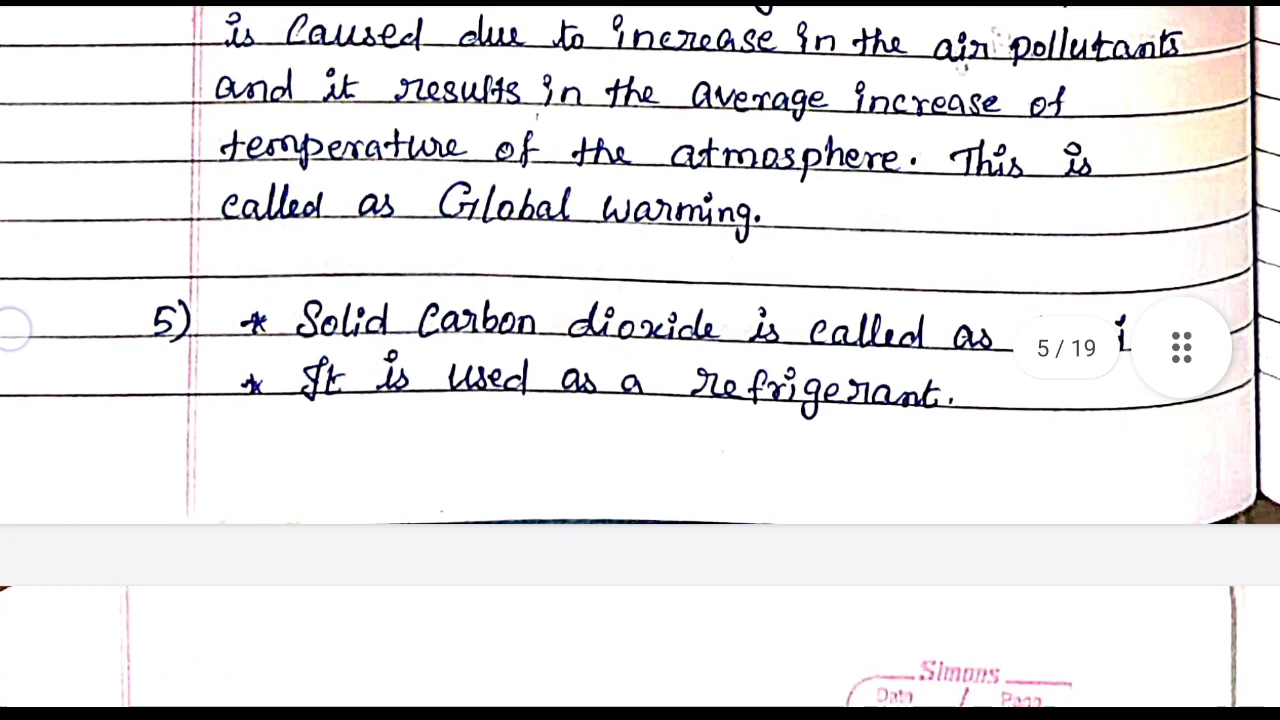 is Caused due to increase in the air pollutants
and it results in the average increase of
temperature of the atmosphere. This is
called as Global warming.
5) * Solid Carbon dioxide is called as
5 / 19
* It is used as a refrigerant.
Simons
Date / Page